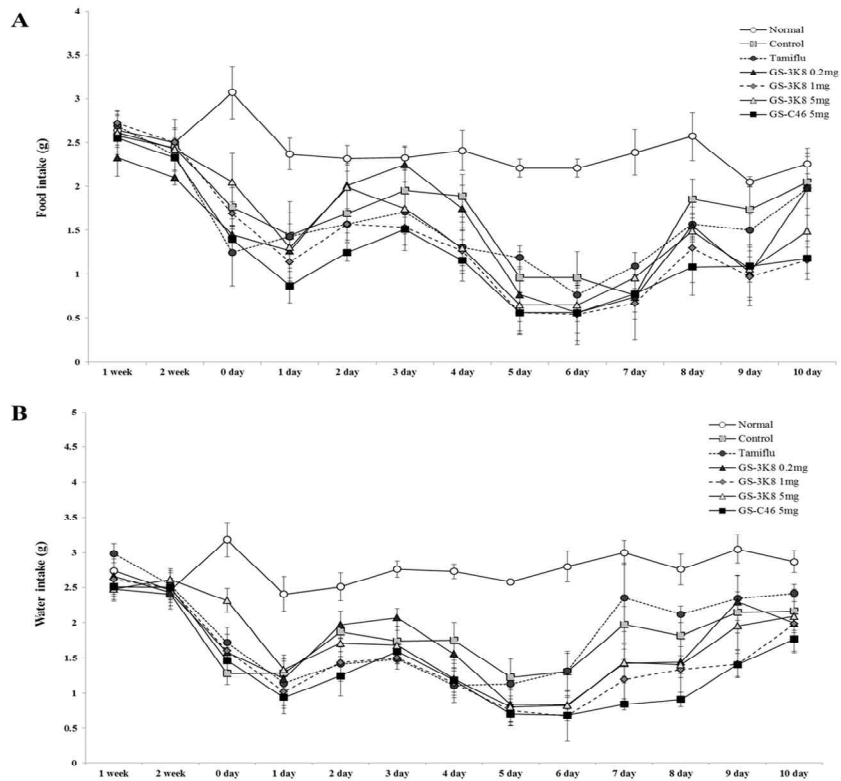 A
4
3.5
3
2.5
2
1.5
1
0.5
0
Food intake (g)
Normal
Control
Tamiflu
GS-3K8 0.2mg
GS-3K8 1mg
GS-3K8 5mg
GS-C46 5mg
1 week 2 week 0 day 1 day 2 day 3 day 4 day 5 day 6 day 7 day 8 day 9 day 10 day
B
5
4.5
4
3.5
3
2.5
2
1.5
1
0.5
0
Water intake (g)
Normal
Control
Tamiflu
GS-3K8 0.2mg
GS-3K8 1mg
GS-3K8 5mg
GS-C46 5mg
1 week 2 week 0 day 1 day 2 day 3 day 4 day 5 day 6 day 7 day 8 day 9 day 10 day